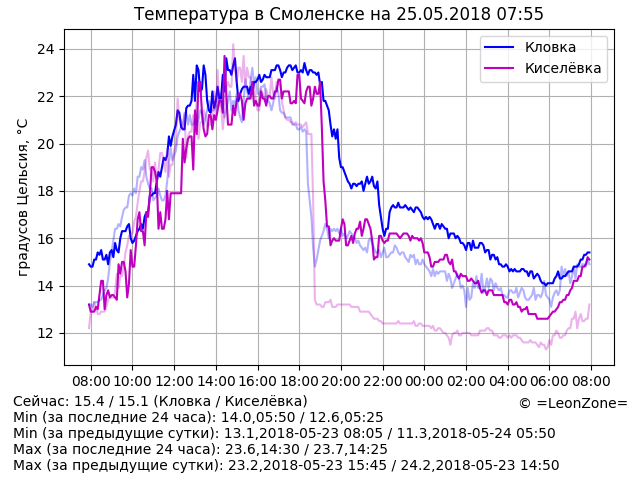 Температура в Смоленске на 25.05.2018 07:55
Кловка
Киселёвка
градусов Цельсия, °C
24
22
20
18
16
14
12
08:00 10:00 12:00 14:00 16:00 18:00 20:00 22:00 00:00 02:00 04:00 06:00 08:00
Сейчас: 15.4 / 15.1 (Кловка / Киселёвка)
© =LeonZone=
Min (за последние 24 часа): 14.0,05:50 / 12.6,05:25
Min (за предыдущие сутки): 13.1,2018-05-23 08:05 / 11.3,2018-05-24 05:50
Max (за последние 24 часа): 23.6,14:30 / 23.7,14:25
Max (за предыдущие сутки): 23.2,2018-05-23 15:45 / 24.2,2018-05-23 14:50